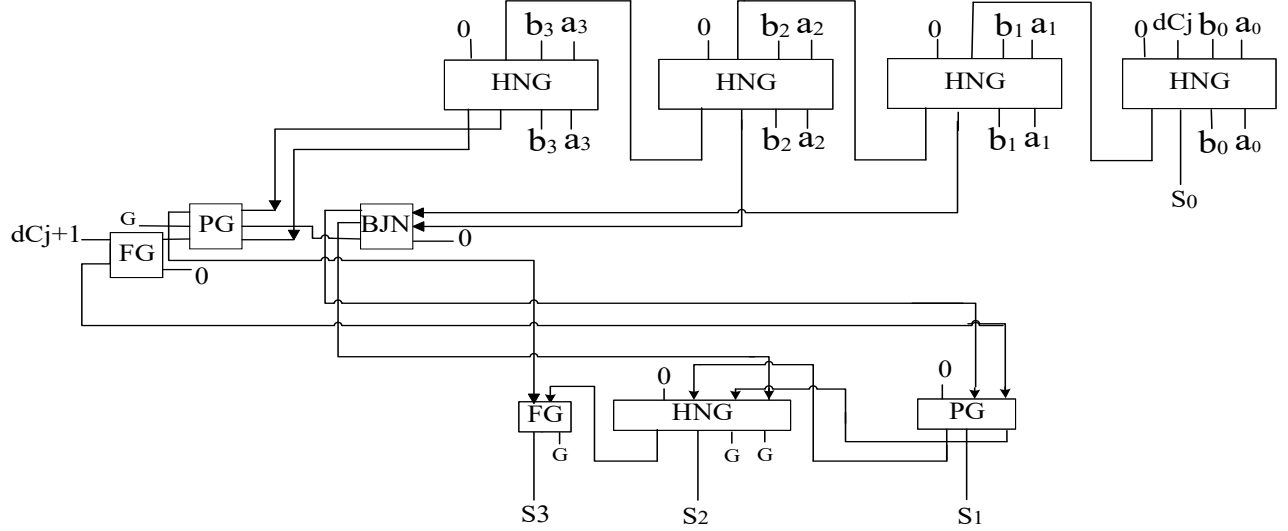 0 b₃ a₃ 0 b₂ a₂ 0 b₁ a₁ 0 dCj b₀ a₀
HNG HNG HNG HNG
b₃ a₃ b₂ a₂ b₁ a₁ b₀ a₀
S₀
G PG BJN
dCj+1 FG 0
0
0 0
FG HNG PG
G G G
S3 S₂ S₁